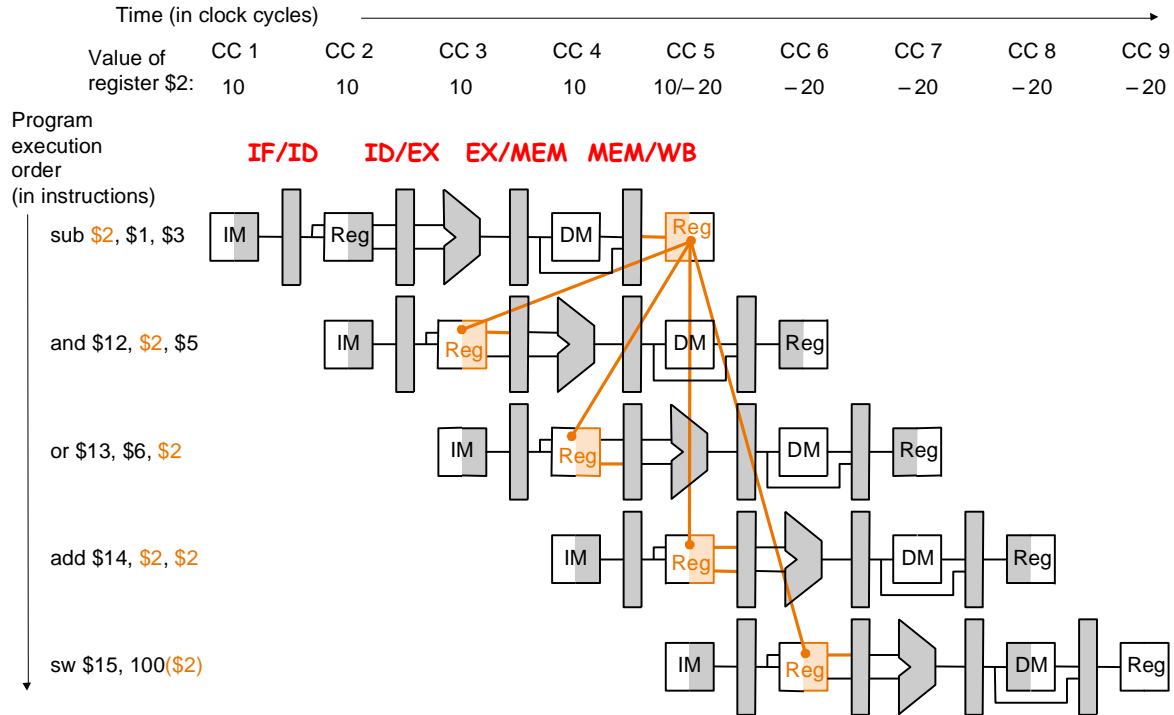 Time (in clock cycles)
CC 1 CC 2 CC 3 CC 4 CC 5 CC 6 CC 7 CC 8 CC 9
Value of
register $2:
10 10 10 10 10/– 20 – 20 – 20 – 20 – 20
Program
execution
order
(in instructions)
IF/ID ID/EX EX/MEM MEM/WB
sub $2, $1, $3
IM Reg DM Reg
and $12, $2, $5
IM Reg DM Reg
or $13, $6, $2
IM Reg DM Reg
add $14, $2, $2
IM Reg DM Reg
sw $15, 100($2)
IM Reg DM Reg